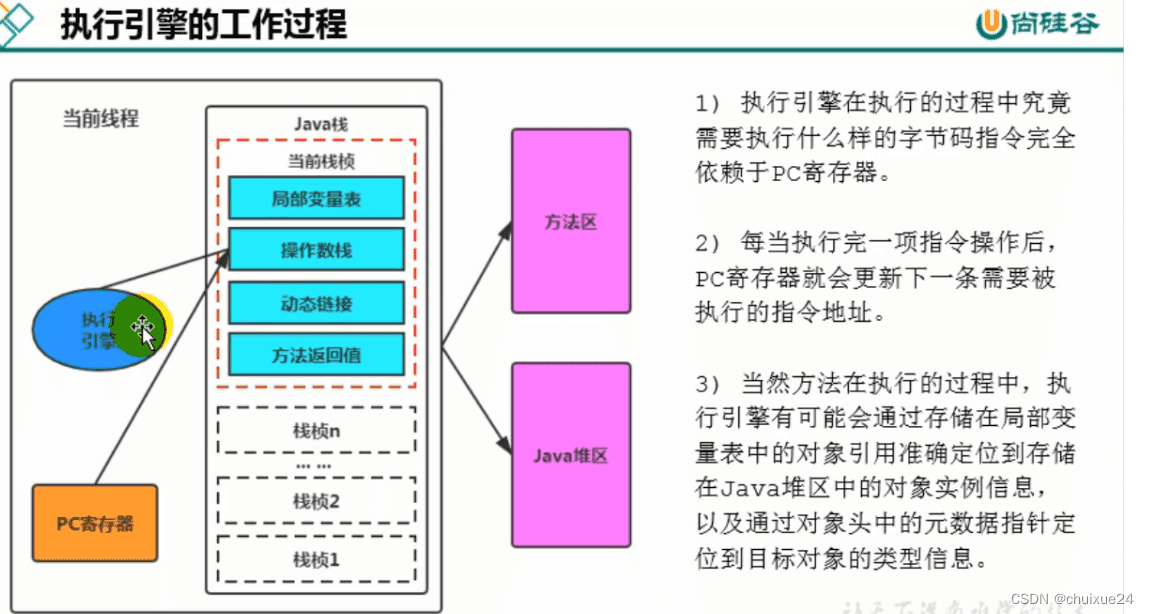 执行引擎的工作过程
尚硅谷
当前线程
Java栈
当前栈桢
局部变量表
操作数栈
动态链接
方法返回值
栈桢n
... ...
栈桢2
栈桢1
执行
引擎
PC寄存器
方法区
Java堆区
1) 执行引擎在执行的过程中究竟
需要执行什么样的字节码指令完全
依赖于PC寄存器。
2) 每当执行完一项指令操作后，
PC寄存器就会更新下一条需要被
执行的指令地址。
3) 当然方法在执行的过程中，执
行引擎有可能会通过存储在局部变
量表中的对象引用准确定位到存储
在Java堆区中的对象实例信息，
以及通过对象头中的元数据指针定
位到目标对象的类型信息。
CSDN @chuixue24